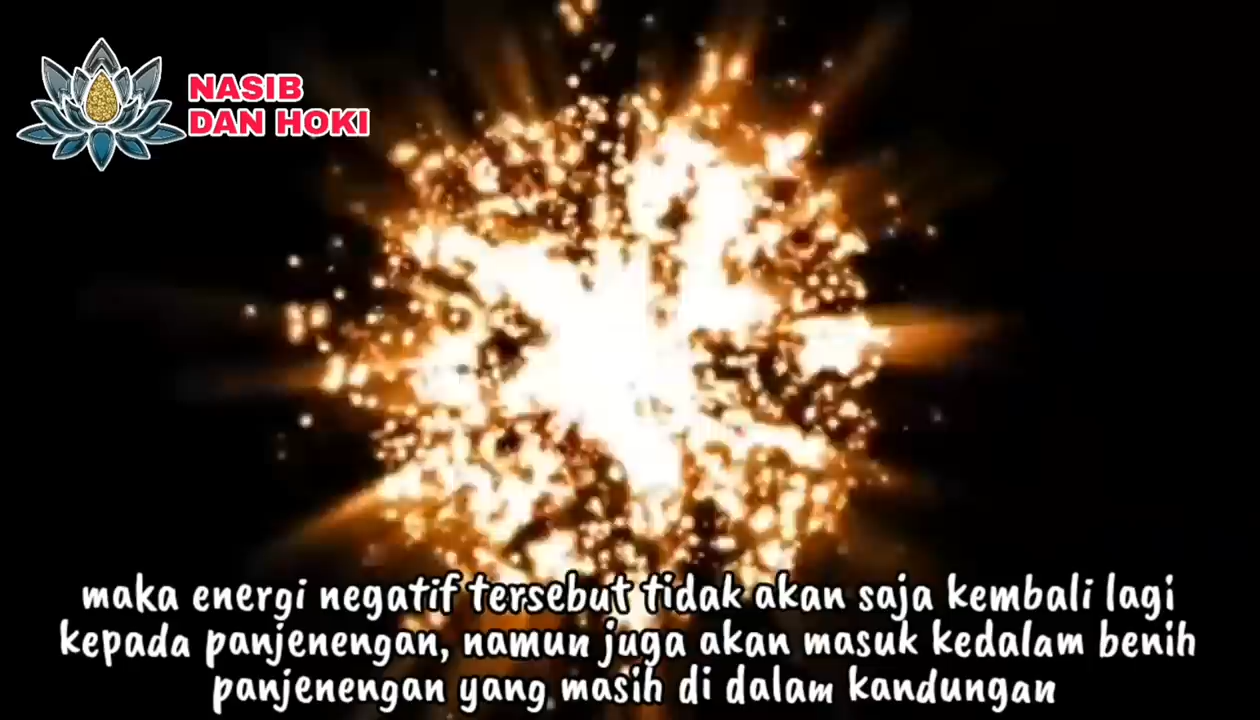 NASIB
DAN HOKI
maka energi negatif tersebut tidak akan saja kembali lagi
kepada panjenengan, namun juga akan masuk kedalam benih
panjenengan yang masih di dalam kandungan